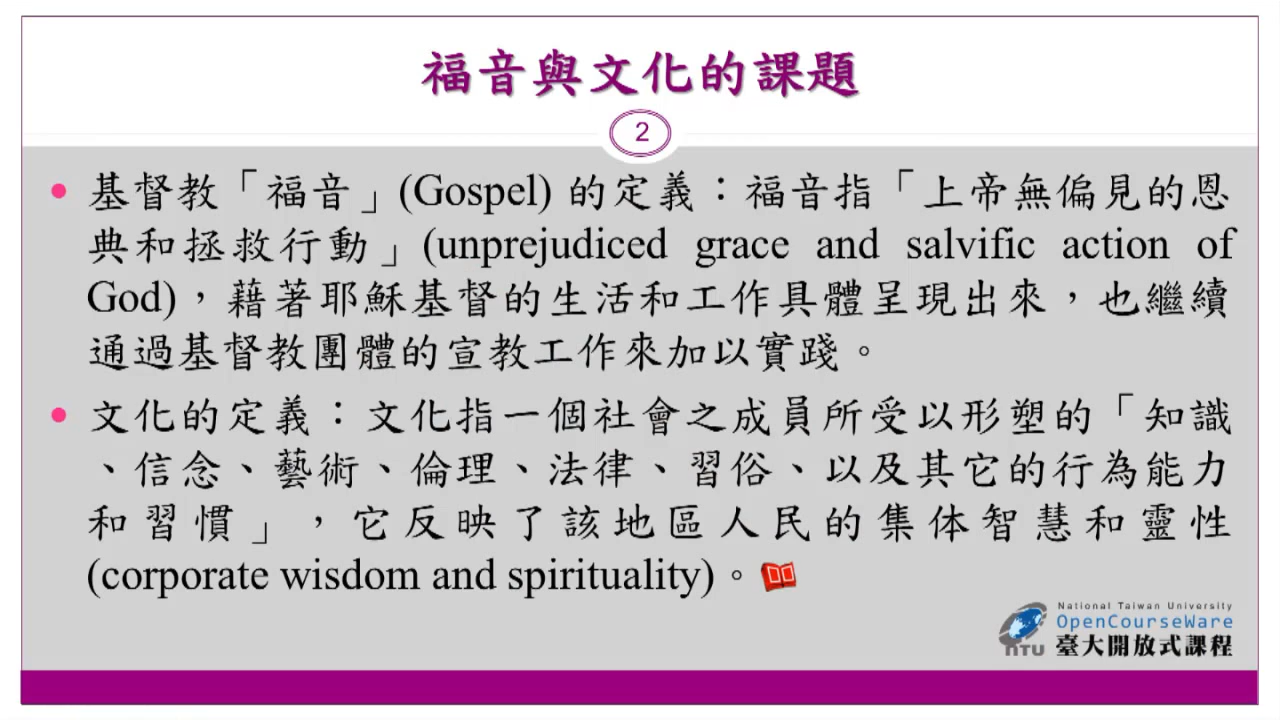 福音與文化的課題
2
• 基督教「福音」(Gospel) 的定義：福音指「上帝無偏見的恩
典和拯救行動」(unprejudiced grace and salvific action of
God)，藉著耶穌基督的生活和工作具體呈現出來，也繼續
通過基督教團體的宣教工作來加以實踐。
• 文化的定義：文化指一個社會之成員所受以形塑的「知識
、信念、藝術、倫理、法律、習俗、以及其它的行為能力
和習慣」，它反映了該地區人民的集体智慧和靈性
(corporate wisdom and spirituality)。
National Taiwan University
OpenCourseWare
NTU 臺大開放式課程